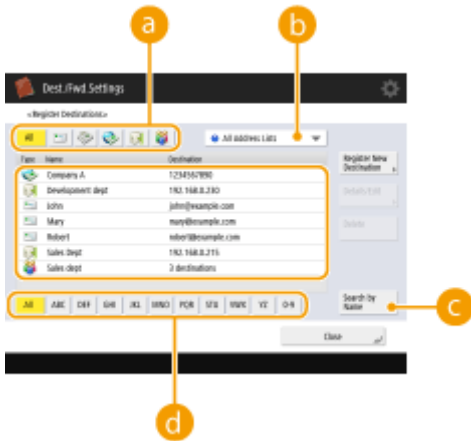 a
b
Dest./Fwd.Settings
<Register Destinations>
All
All Address Lists
Type Name Destination
Register New
Destination
Company A 1234567890
Development dept 192.168.0.230
Details/Edit
John john@example.com
Mary mary@example.com
Delete
Robert robert@example.com
Sales Dept 192.168.0.215
Sales dept 3 destinations
All ABC DEF GHI JKL MNO PQR STU VWX YZ 0-9
Search by
Name
c
Close
d